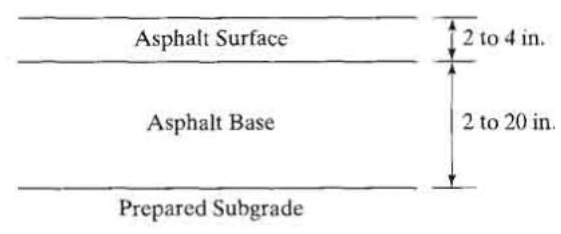 Asphalt Surface
2 to 4 in.
Asphalt Base
2 to 20 in.
Prepared Subgrade